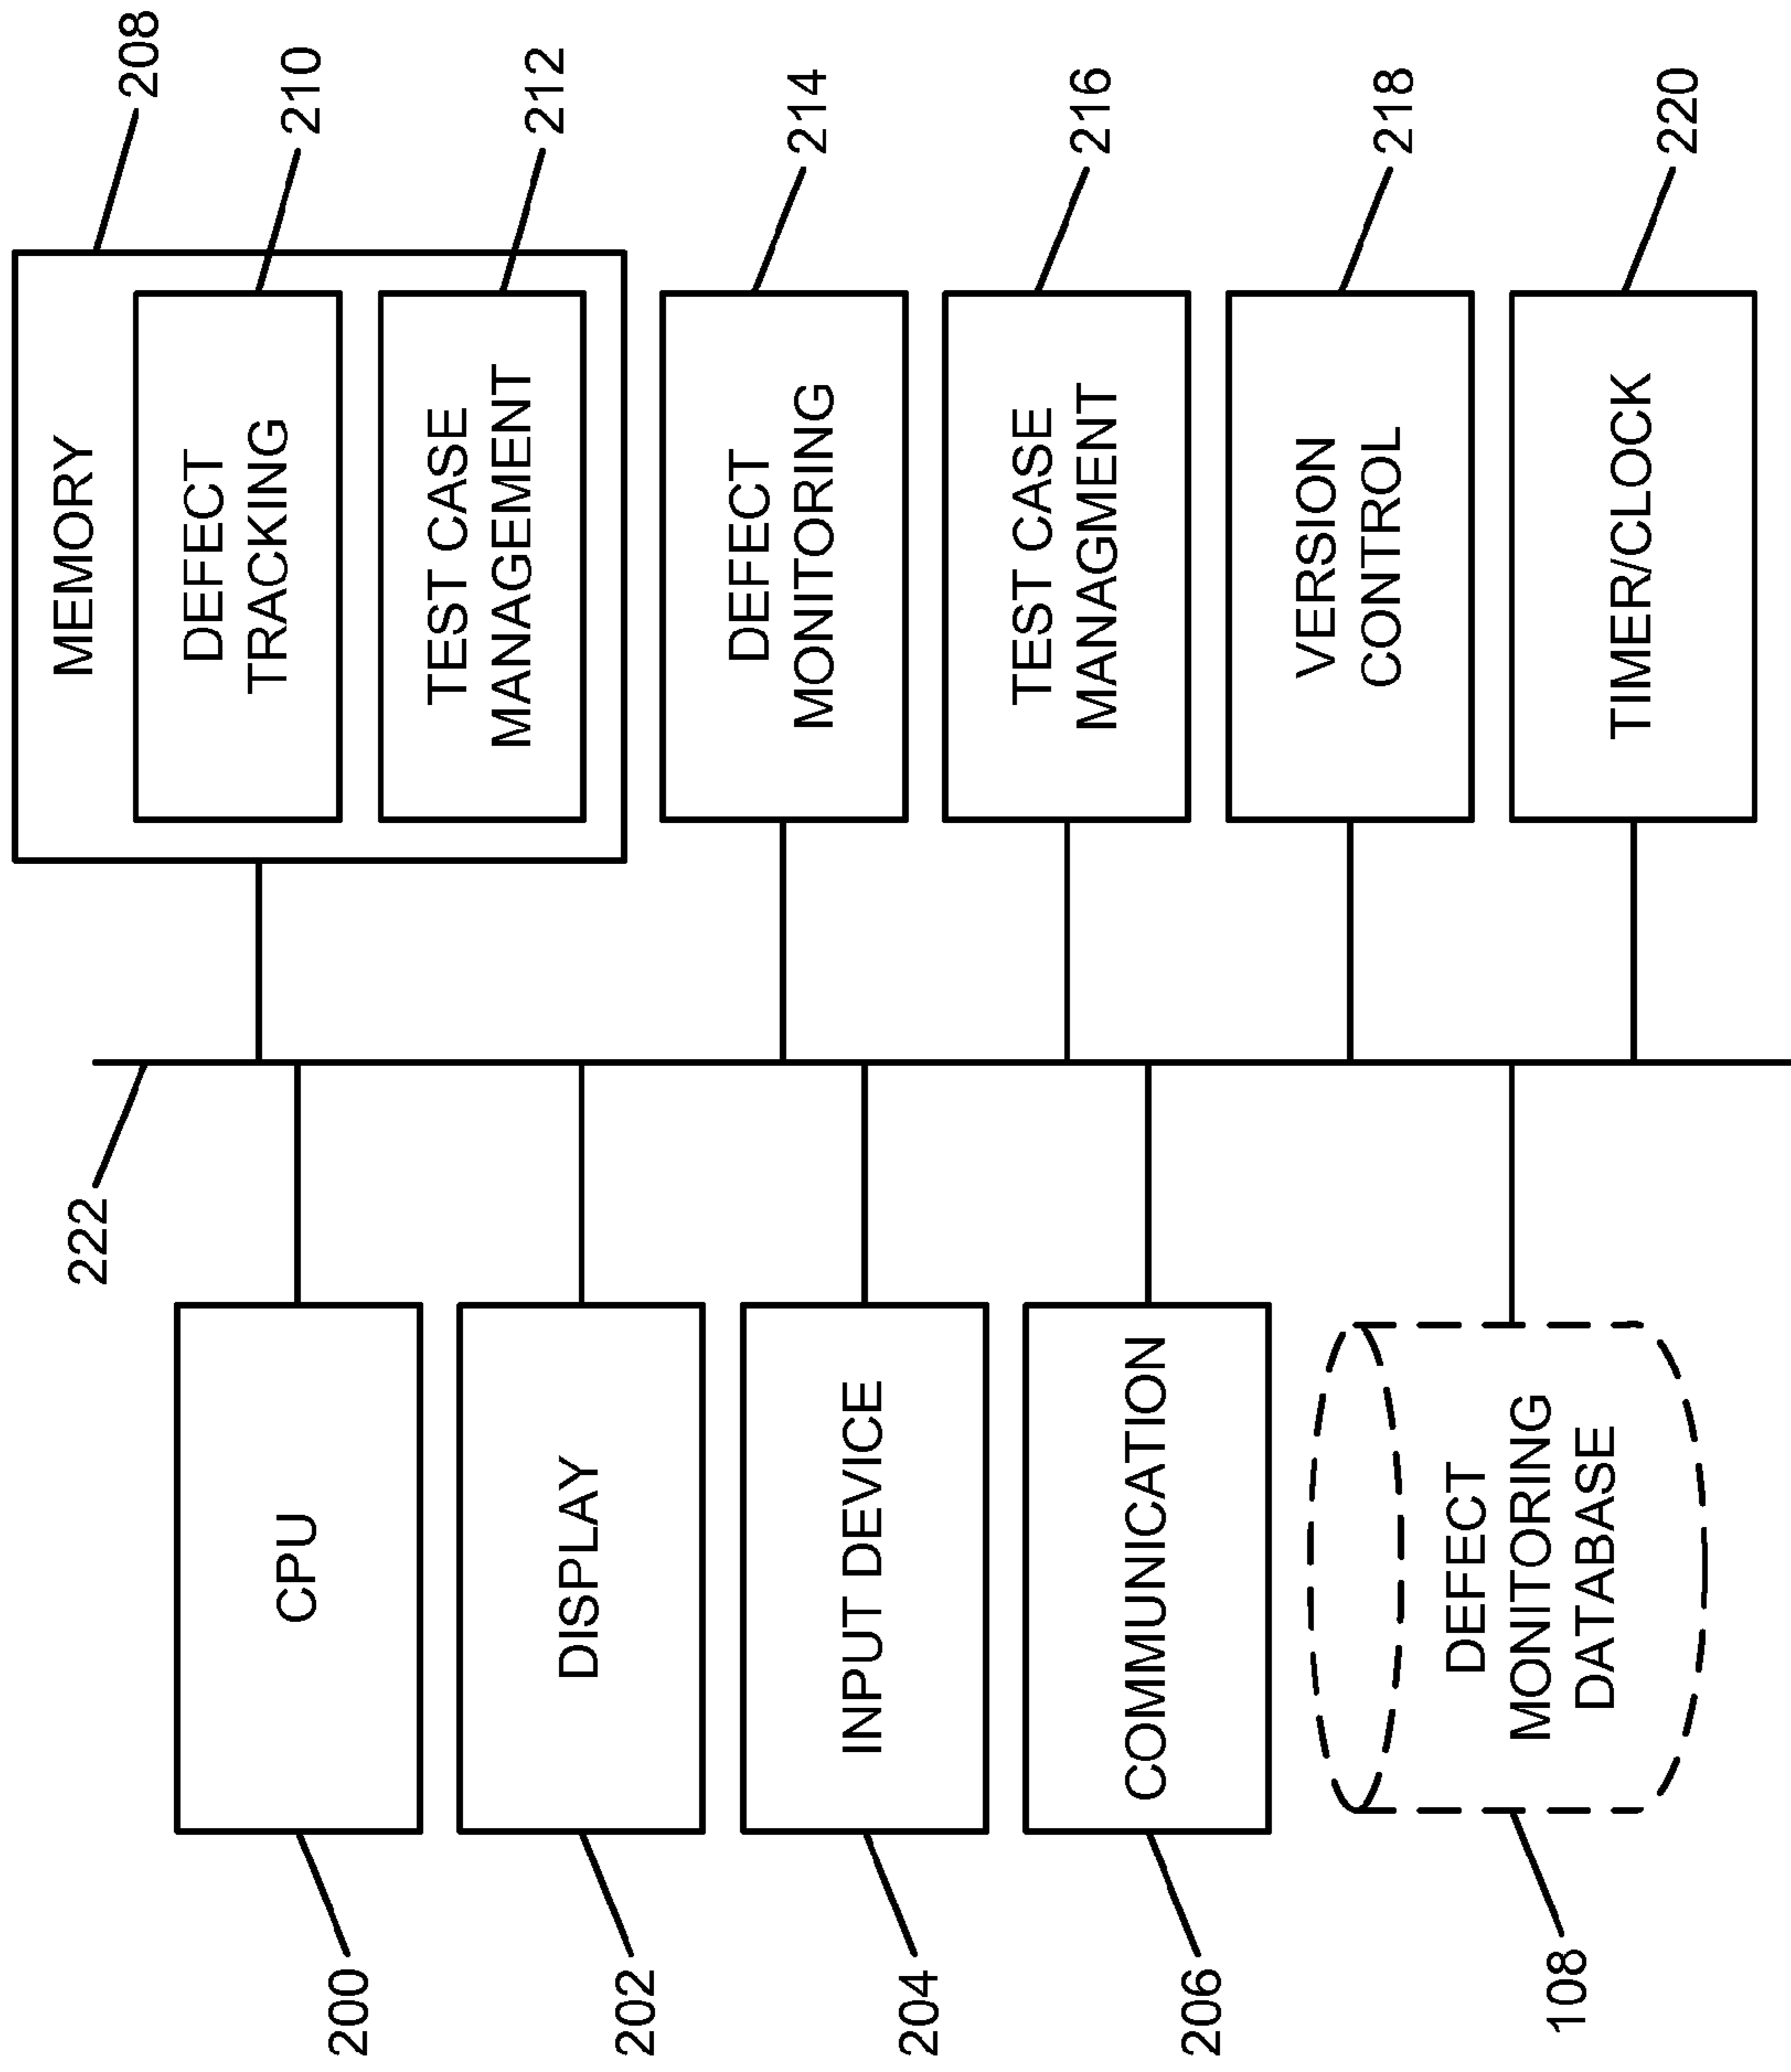 200
CPU
202
DISPLAY
204
INPUT DEVICE
206
COMMUNICATION
108
DEFECT
MONITORING
DATABASE
222
MEMORY
208
DEFECT
TRACKING
210
TEST CASE
MANAGEMENT
212
DEFECT
MONITORING
214
TEST CASE
MANAGMENT
216
VERSION
CONTROL
218
TIMER/CLOCK
220